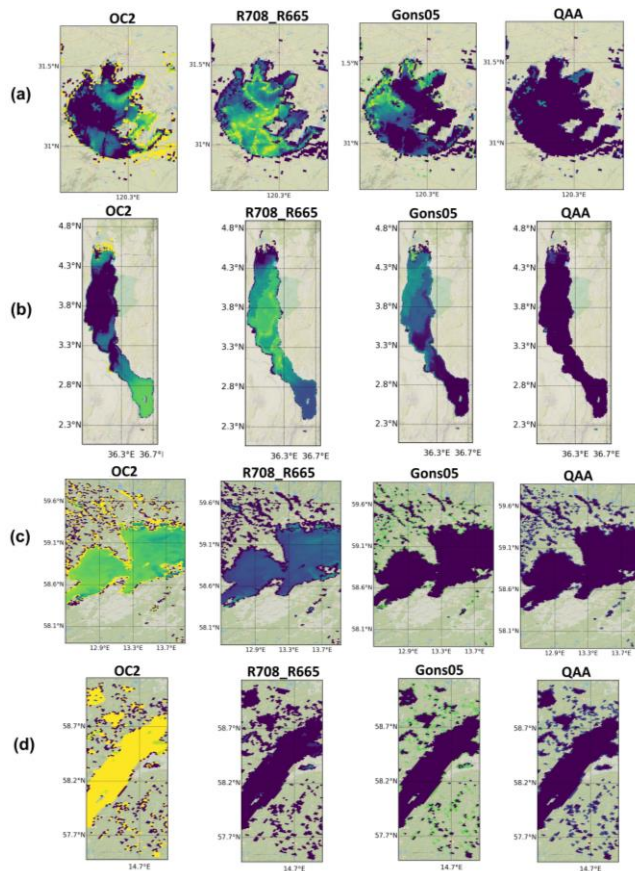 OC2 R708_R665 Gons05 QAA
(a)
31.5°N 31.5°N 1.5°N 31.5°N
31°N 31°N 31°N 31°N
120.3°E 120.3°E 120.3°E 120.3°E
OC2 R708_R665 Gons05 QAA
(b)
4.8°N 4.8°N 4.8°N 4.8°N
4.3°N 4.3°N 4.3°N 4.3°N
3.8°N 3.8°N 3.8°N 3.8°N
3.3°N 3.3°N 3.3°N 3.3°N
2.8°N 2.8°N 2.8°N 2.8°N
2.3°N 2.3°N 2.3°N 2.3°N
36.3°E 36.7°E 36.3°E 36.7°E 36.3°E 36.7°E 36.3°E 36.7°E
OC2 R708_R665 Gons05 QAA
(c)
59.6°N 59.6°N 59.6°N 59.6°N
59.1°N 59.1°N 59.1°N 59.1°N
58.6°N 58.6°N 58.6°N 58.6°N
58.1°N 58.1°N 58.1°N 58.1°N
12.9°E 13.3°E 13.7°E 12.9°E 13.3°E 13.7°E 12.9°E 13.3°E 13.7°E 12.9°E 13.3°E 13.7°E
OC2 R708_R665 Gons05 QAA
(d)
58.7°N 58.7°N 58.7°N 58.7°N
58.2°N 58.2°N 58.2°N 58.2°N
57.7°N 57.7°N 57.7°N 57.7°N
14.7°E 14.7°E 14.7°E 14.7°E